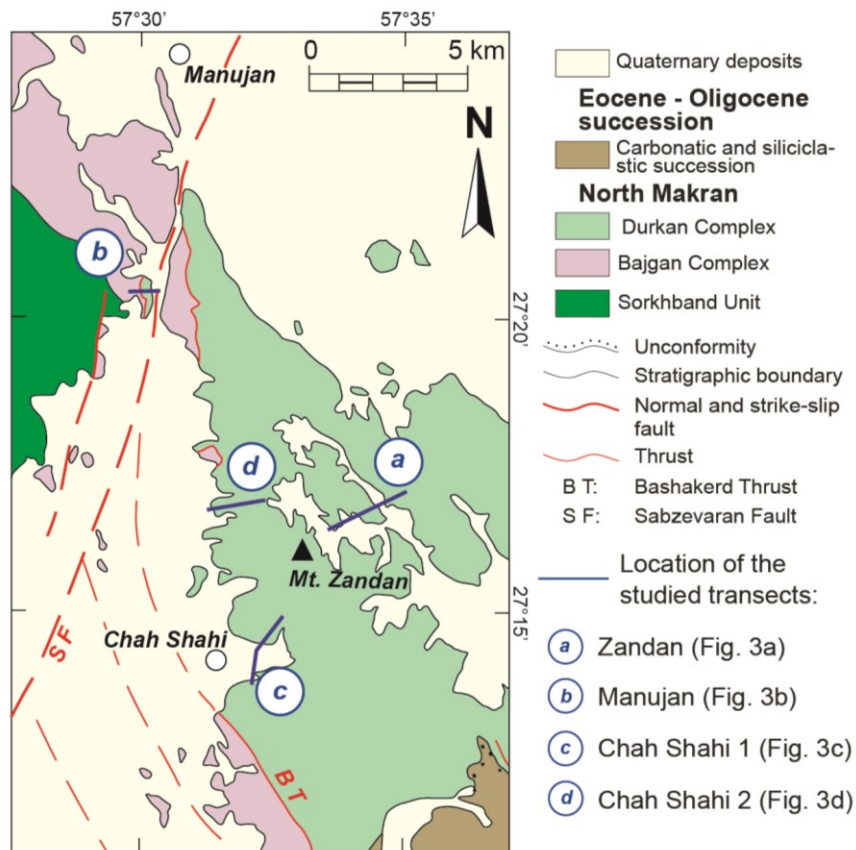 57°30'
57°35'
0
5 km
Manujan
N
b
27°20'
d
a
Mt. Zandan
27°15'
Chah Shahi
S F
c
B T
Quaternary deposits
Eocene - Oligocene
succession
Carbonatic and silicicla-
stic succession
North Makran
Durkan Complex
Bajgan Complex
Sorkhband Unit
Unconformity
Stratigraphic boundary
Normal and strike-slip
fault
Thrust
B T: Bashakerd Thrust
S F: Sabzevaran Fault
Location of the
studied transects:
a Zandan (Fig. 3a)
b Manujan (Fig. 3b)
c Chah Shahi 1 (Fig. 3c)
d Chah Shahi 2 (Fig. 3d)